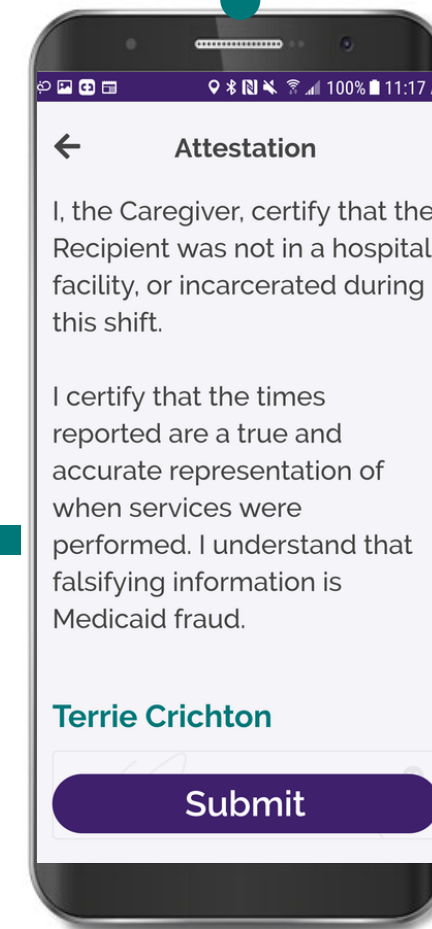 100% 11:17
Attestation
I, the Caregiver, certify that the
Recipient was not in a hospital
facility, or incarcerated during
this shift.
I certify that the times
reported are a true and
accurate representation of
when services were
performed. I understand that
falsifying information is
Medicaid fraud.
Terrie Crichton
Submit